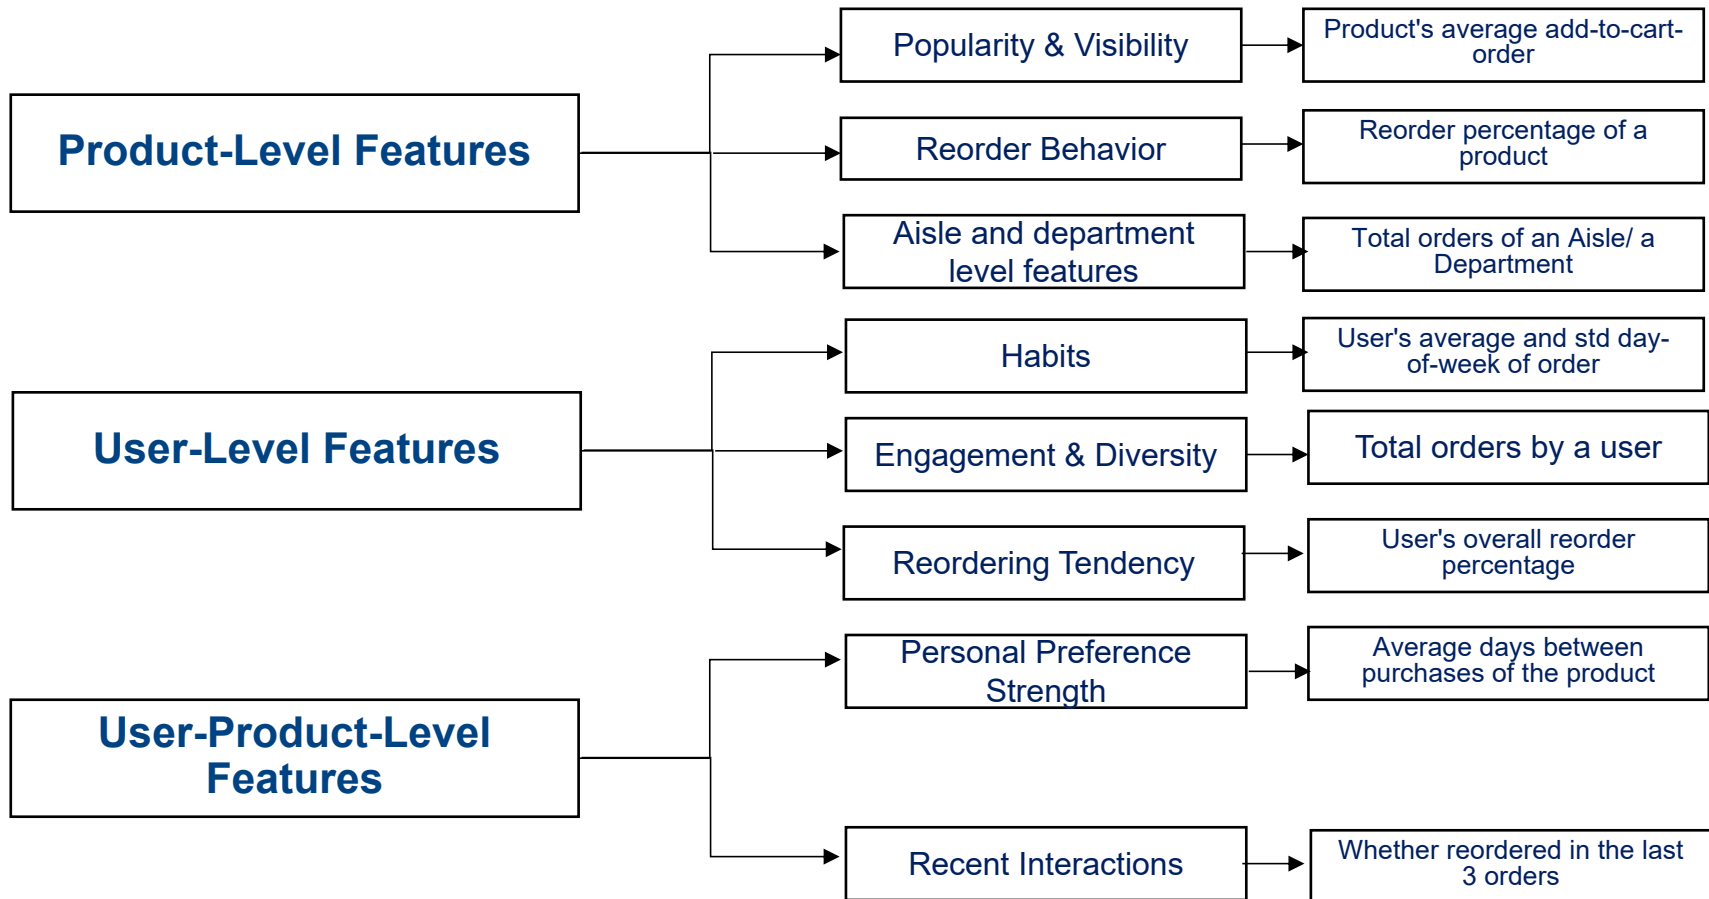 Product-Level Features
Popularity & Visibility
Product's average add-to-cart-
order
Reorder Behavior
Reorder percentage of a
product
Aisle and department
level features
Total orders of an Aisle/ a
Department
User-Level Features
Habits
User's average and std day-
of-week of order
Engagement & Diversity
Total orders by a user
Reordering Tendency
User's overall reorder
percentage
User-Product-Level
Features
Personal Preference
Strength
Average days between
purchases of the product
Recent Interactions
Whether reordered in the last
3 orders